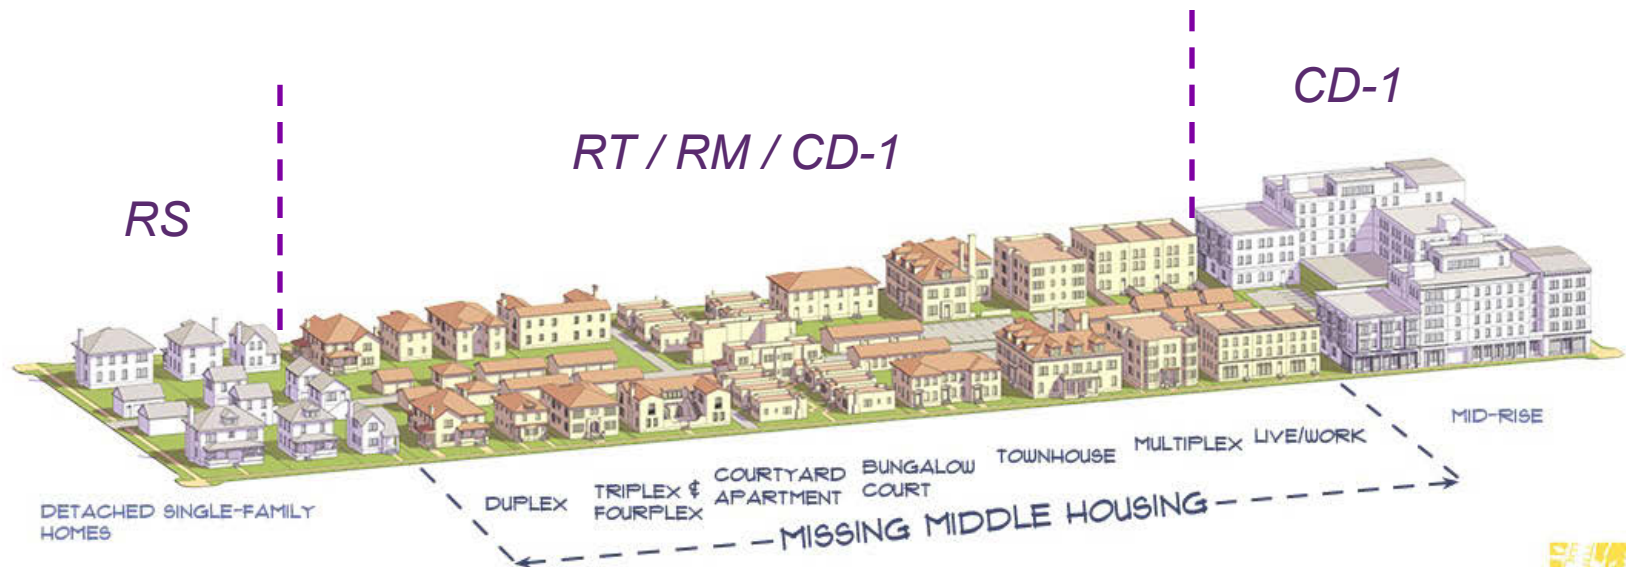 RS
RT / RM / CD-1
CD-1
DETACHED SINGLE-FAMILY
HOMES
DUPLEX
TRIPLEX &
FOURPLEX
COURTYARD
APARTMENT
BUNGALOW
COURT
TOWNHOUSE
MULTIPLEX
LIVE/WORK
MID-RISE
MISSING MIDDLE HOUSING